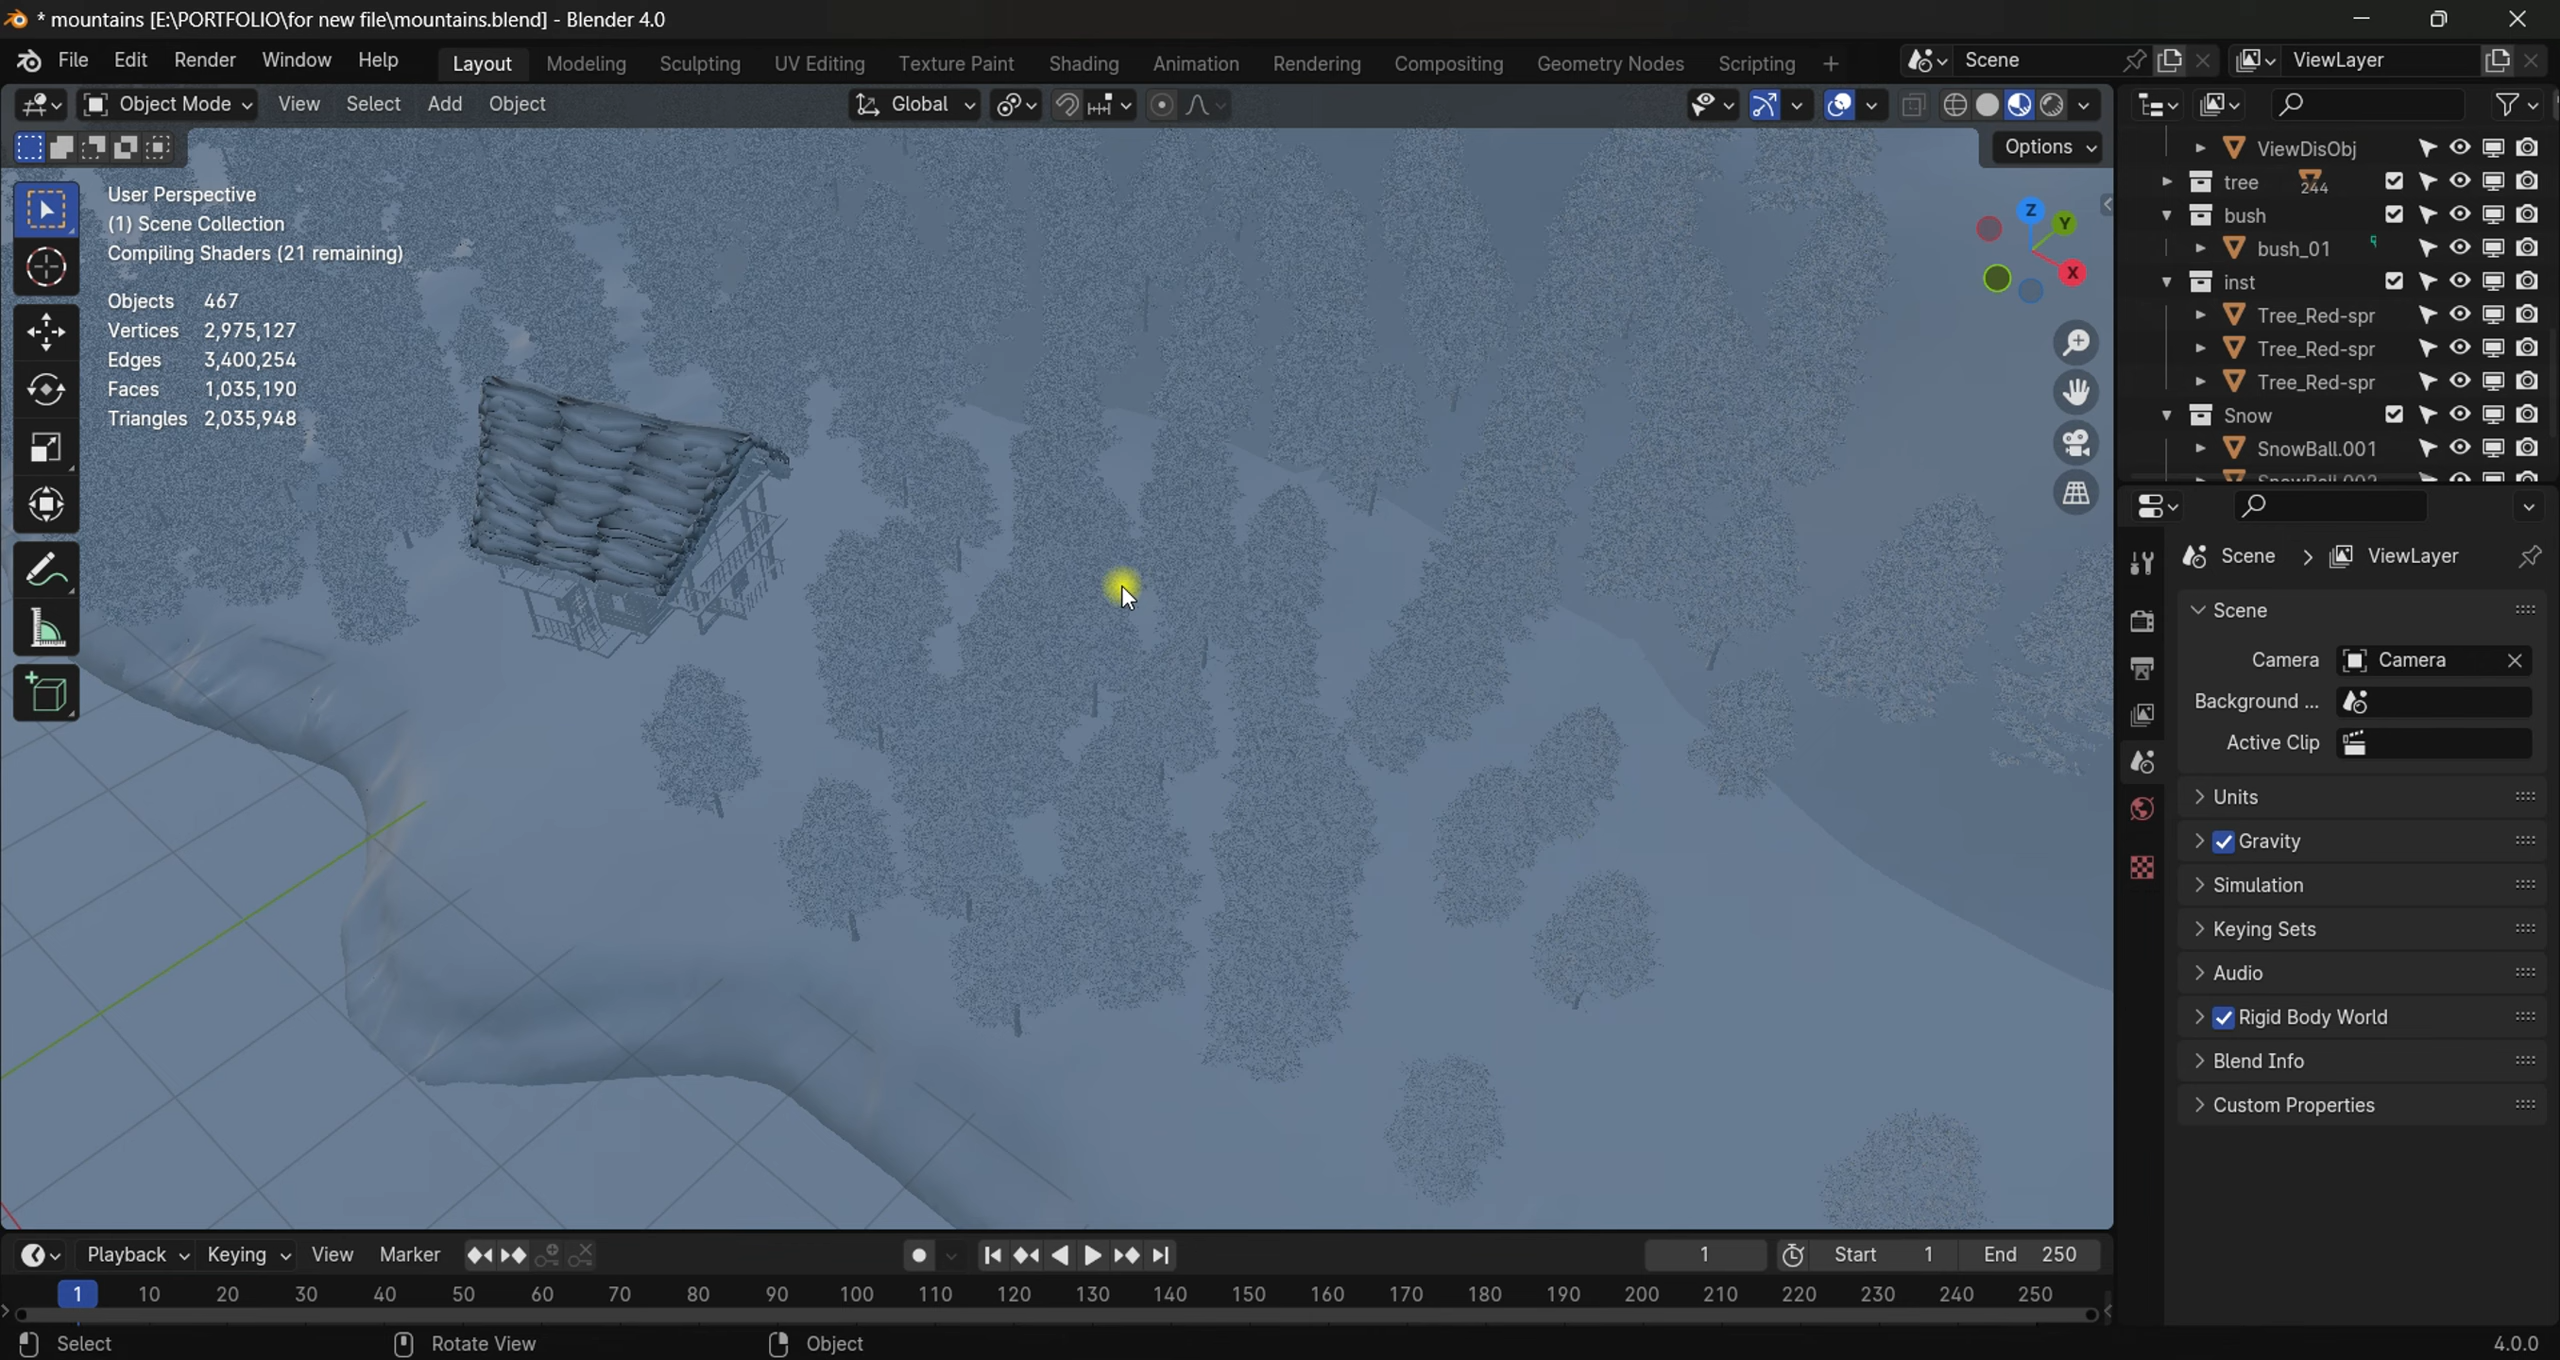 * mountains [E:\PORTFOLIO\for new file\mountains.blend] - Blender 4.0
File Edit Render Window Help Layout Modeling Sculpting UV Editing Texture Paint Shading Animation Rendering Compositing Geometry Nodes Scripting + Scene ViewLayer
Object Mode View Select Add Object Global
Options
User Perspective
(1) Scene Collection
Compiling Shaders (21 remaining)
Objects 467
Vertices 2,975,127
Edges 3,400,254
Faces 1,035,190
Triangles 2,035,948
Z
Y
X
ViewDisObj
tree 244
bush
bush_01
inst
Tree_Red-spr
Tree_Red-spr
Tree_Red-spr
Snow
SnowBall.001
Scene > ViewLayer
Scene
Camera Camera
Background ...
Active Clip
Units
Gravity
Simulation
Keying Sets
Audio
Rigid Body World
Blend Info
Custom Properties
Playback Keying View Marker 1 Start 1 End 250
1 10 20 30 40 50 60 70 80 90 100 110 120 130 140 150 160 170 180 190 200 210 220 230 240 250
Select Rotate View Object 4.0.0